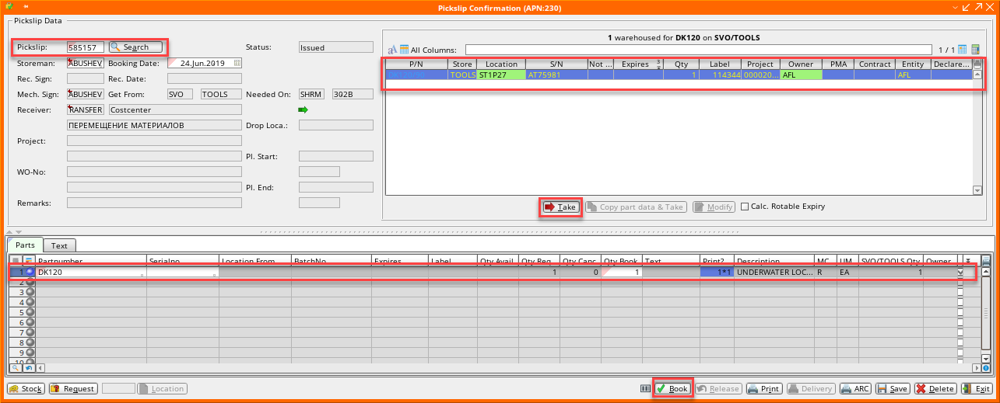 Pickslip Confirmation (APN:230)
Pickslip Data
Pickslip: 585157 Search Status: Issued
Storeman: ABUSHEV Booking Date: 24.Jun.2019
Rec. Sign: Rec. Date:
Mech. Sign: ABUSHEV Get From: SVO TOOLS Needed On: SHRM 302B
Receiver: RANSFER Costcenter
ПЕРЕМЕЩЕНИЕ МАТЕРИАЛОВ Drop Loca.:
Project:
Pl. Start:
WO-No:
Pl. End:
Remarks:
1 warehoused for DK120 on SVO/TOOLS
All Columns: 1 / 1
P/N Store Location S/N Not ... Expires 3 Qty Label Project Owner PMA Contract Entity Declare...
TOOLS ST1P27 AT75981 1 114344 000020... AFL AFL
Take Copy part data & Take Modify Calc. Rotable Expiry
Parts Text
Partnumber Serialno. Location From BatchNo. Expires Label Qty Avail Qty Req. Qty Canc Qty Book Text Print? Description MC UM SVO/TOOLS Qty Owner
1 DK120 1 0 1 1*1 UNDERWATER LOC... R EA 1
2
3
4
5
6
7
8
9
10
Stock Request Location Book Release Print Delivery ARC Save Delete Exit